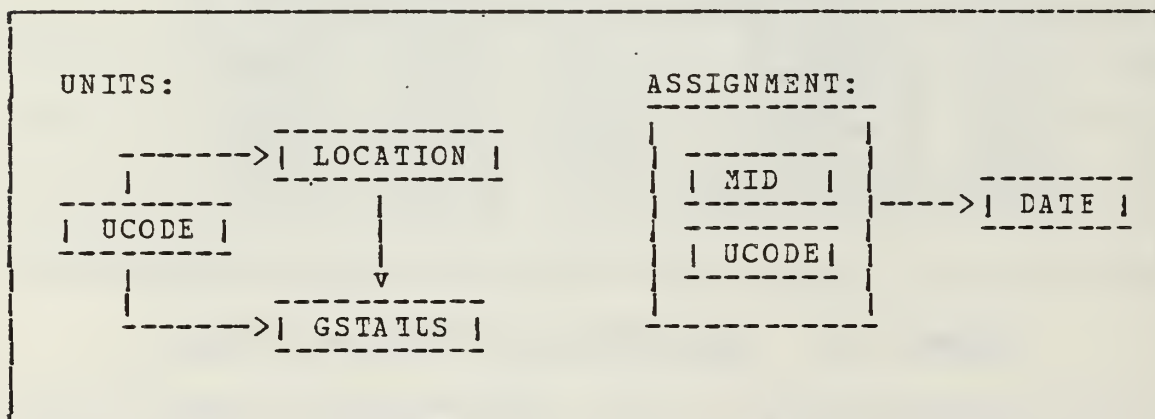 UNITS:
ASSIGNMENT:
LOCATION
MID
UCODE
DATE
UCODE
GSTATUS